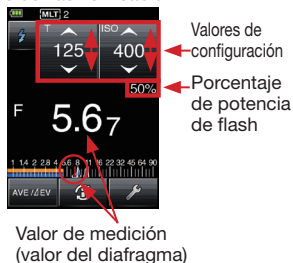 MLT 2
T
ISO
125
400
50%
F
5.67
1 1.4 2 2.8 4 5.6 8 11 16 22 32 45 64 90
AVE/⊿EV
Valores de
configuración
Porcentaje
de potencia
de flash
Valor de medición
(valor del diafragma)